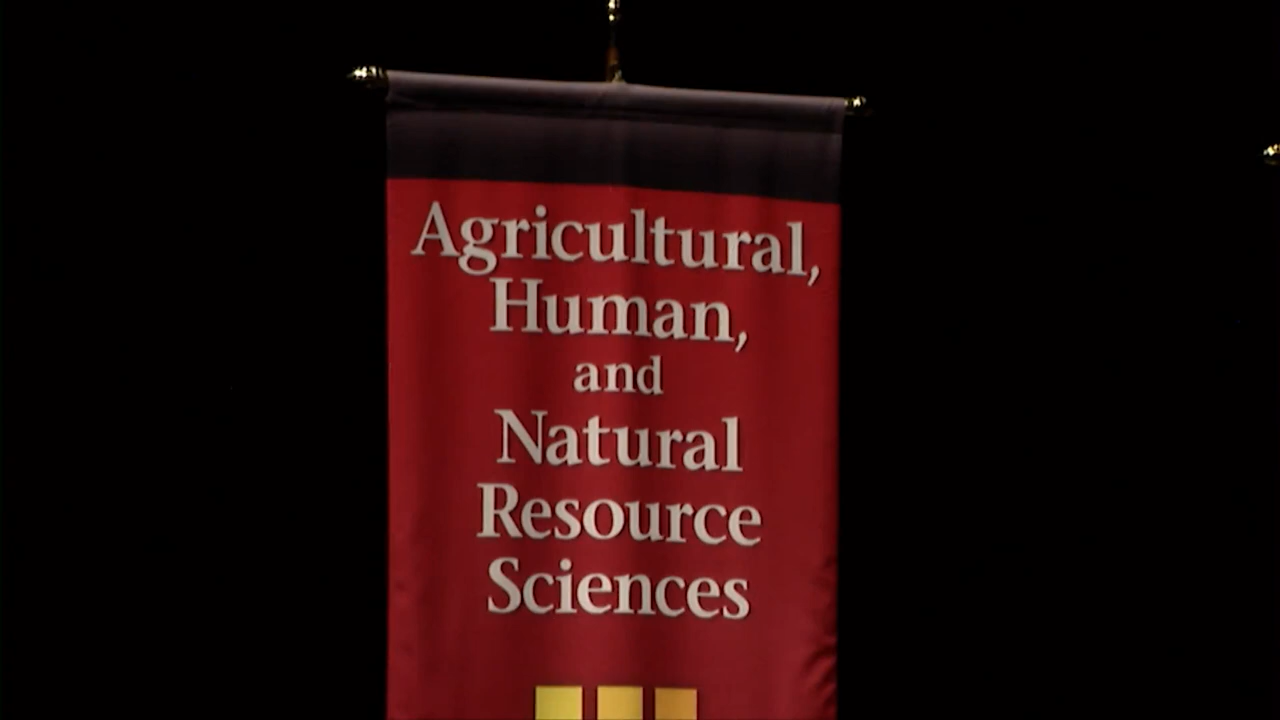 Agricultural,
Human,
and
Natural
Resource
Sciences